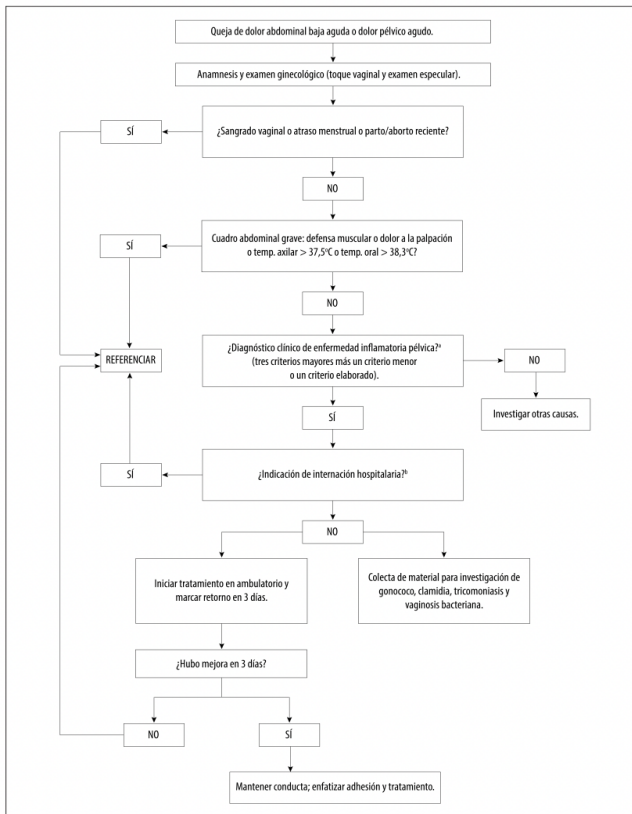 Queja de dolor abdominal baja aguda o dolor pélvico agudo.
Anamnesis y examen ginecológico (toque vaginal y examen especular).
SÍ
¿Sangrado vaginal o atraso menstrual o parto/aborto reciente?
NO
SÍ
Cuadro abdominal grave: defensa muscular o dolor a la palpación
o temp. axilar > 37,5ºC o temp. oral > 38,3ºC?
NO
REFERENCIAR
¿Diagnóstico clínico de enfermedad inflamatoria pélvica?ª
(tres criterios mayores más un criterio menor
o un criterio elaborado).
NO
SÍ
Investigar otras causas.
SÍ
¿Indicación de internación hospitalaria?ᵇ
NO
Iniciar tratamiento en ambulatorio y
marcar retorno en 3 días.
Colecta de material para investigación de
gonococo, clamidia, tricomoniasis y
vaginosis bacteriana.
¿Hubo mejora en 3 días?
NO
SÍ
Mantener conducta; enfatizar adhesión y tratamiento.